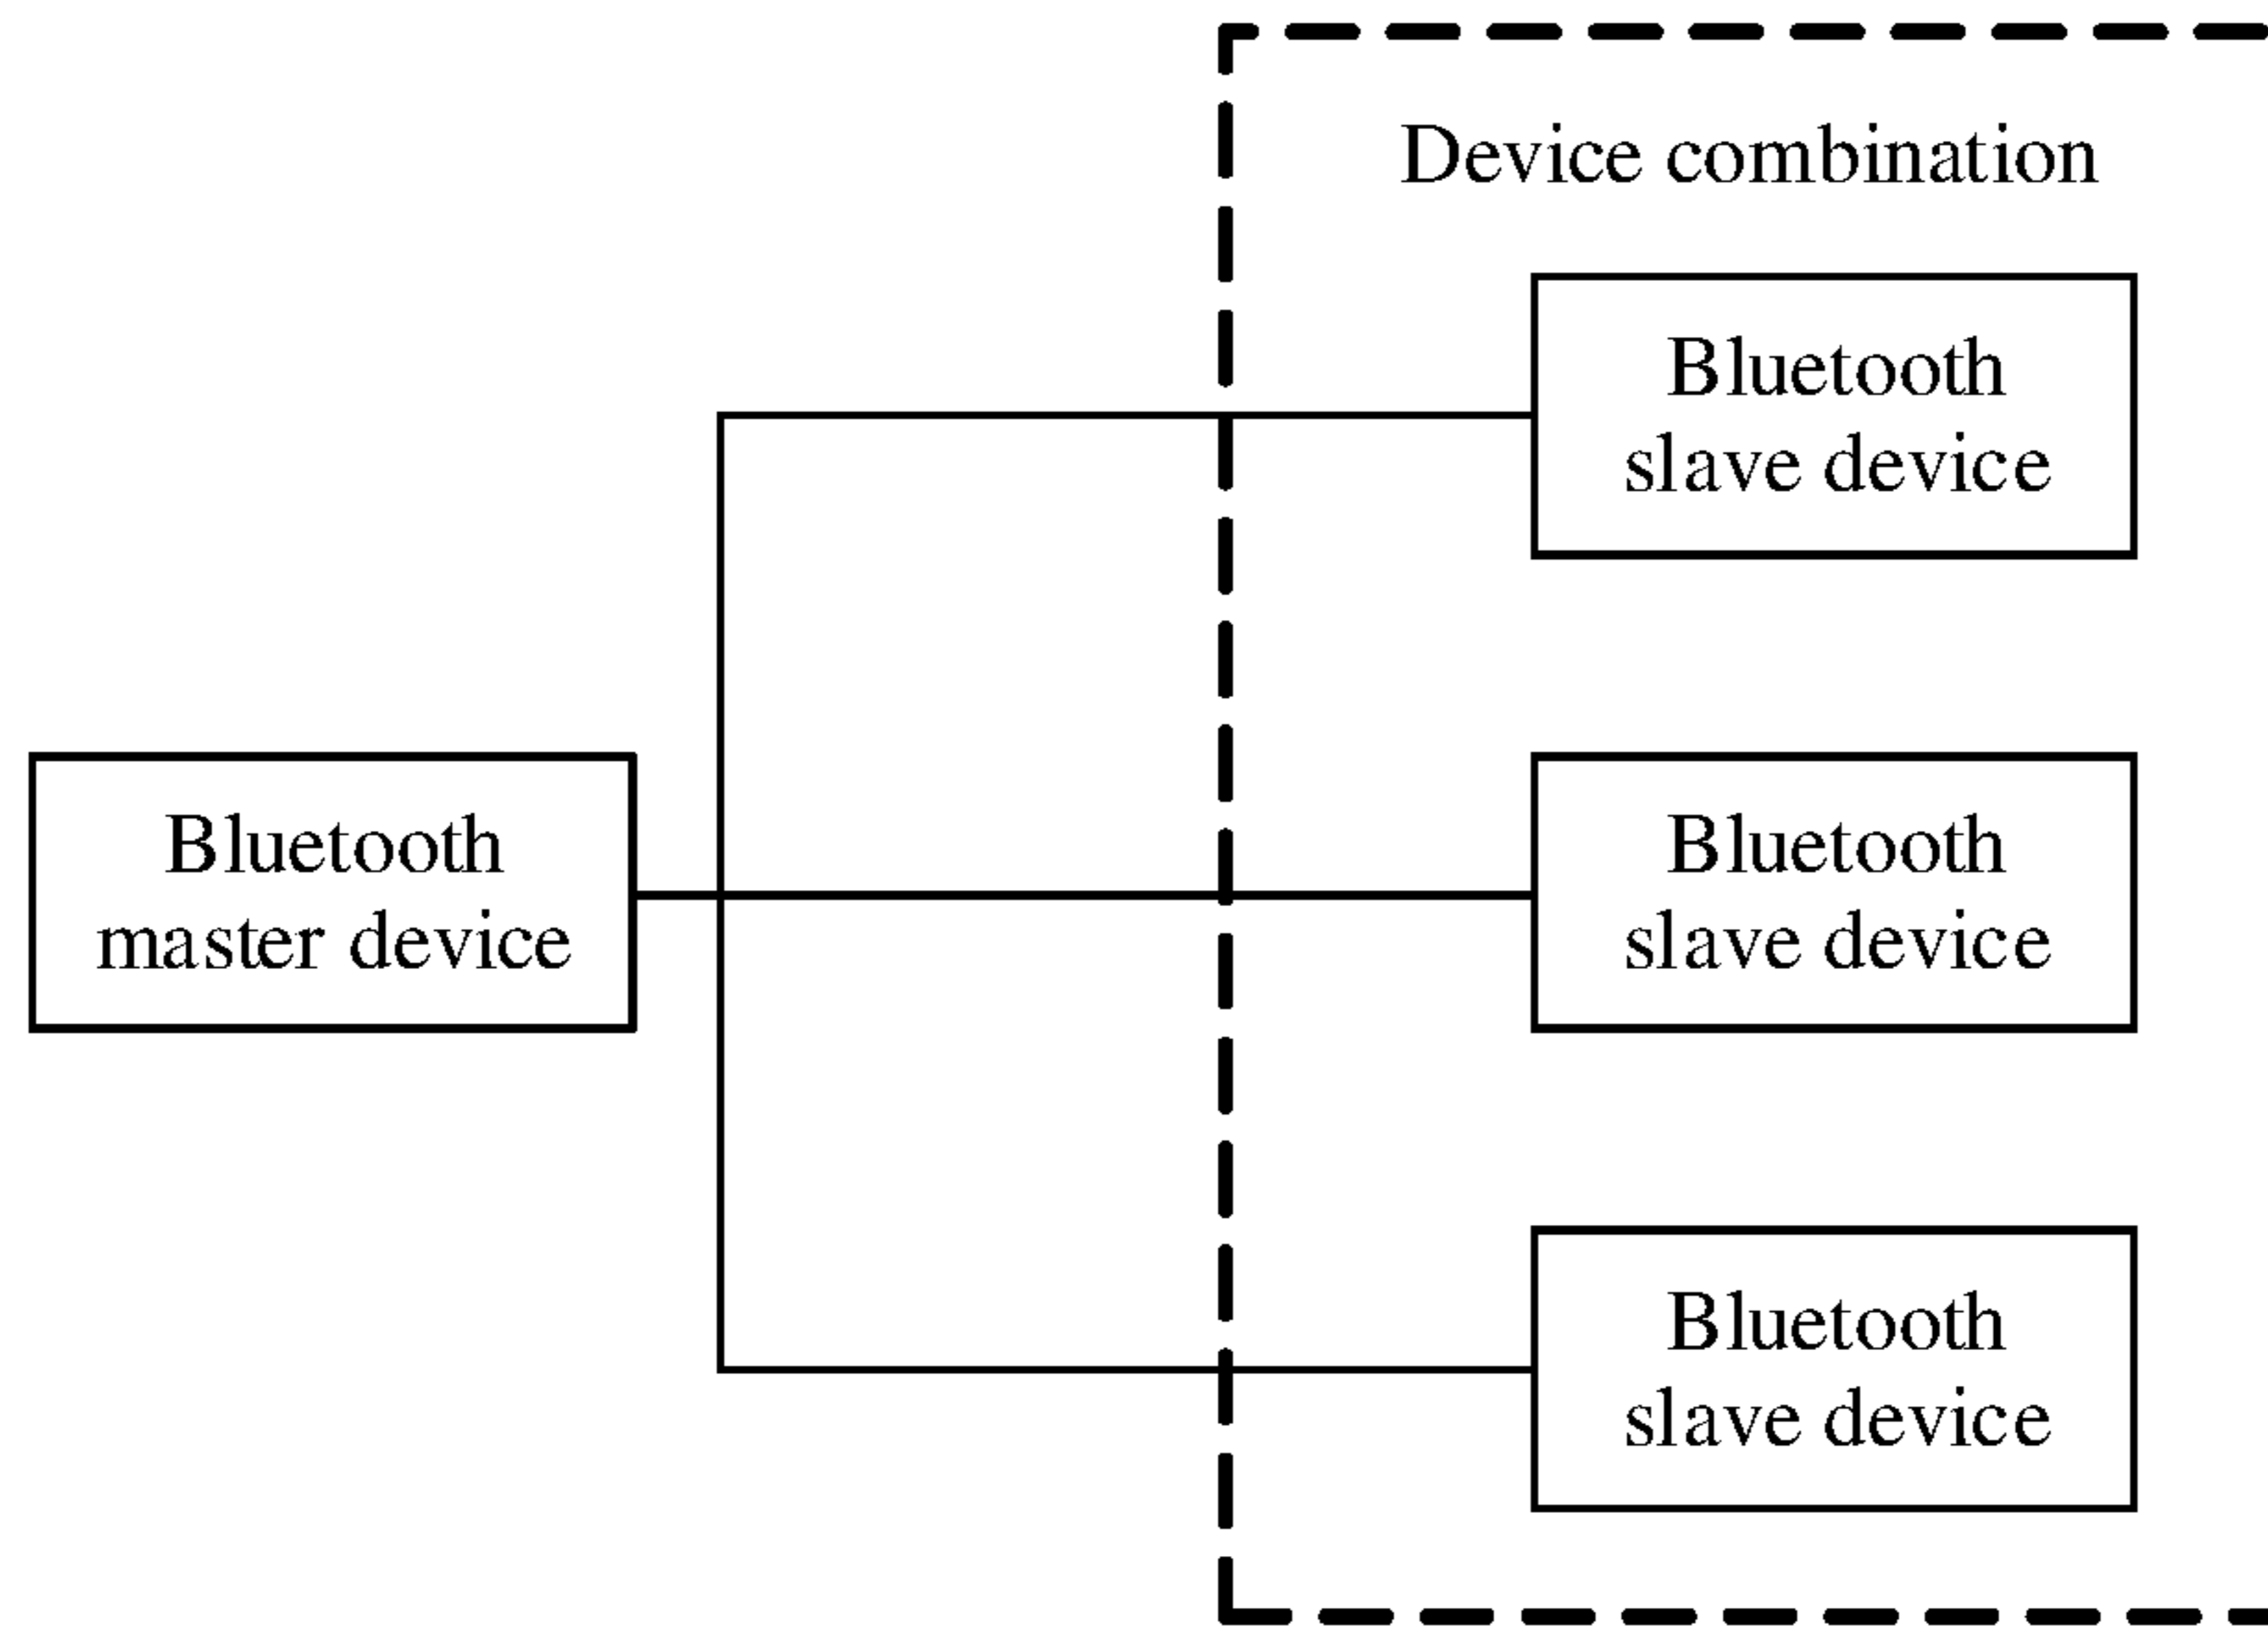 Device combination
Bluetooth
slave device
Bluetooth
master device
Bluetooth
slave device
Bluetooth
slave device